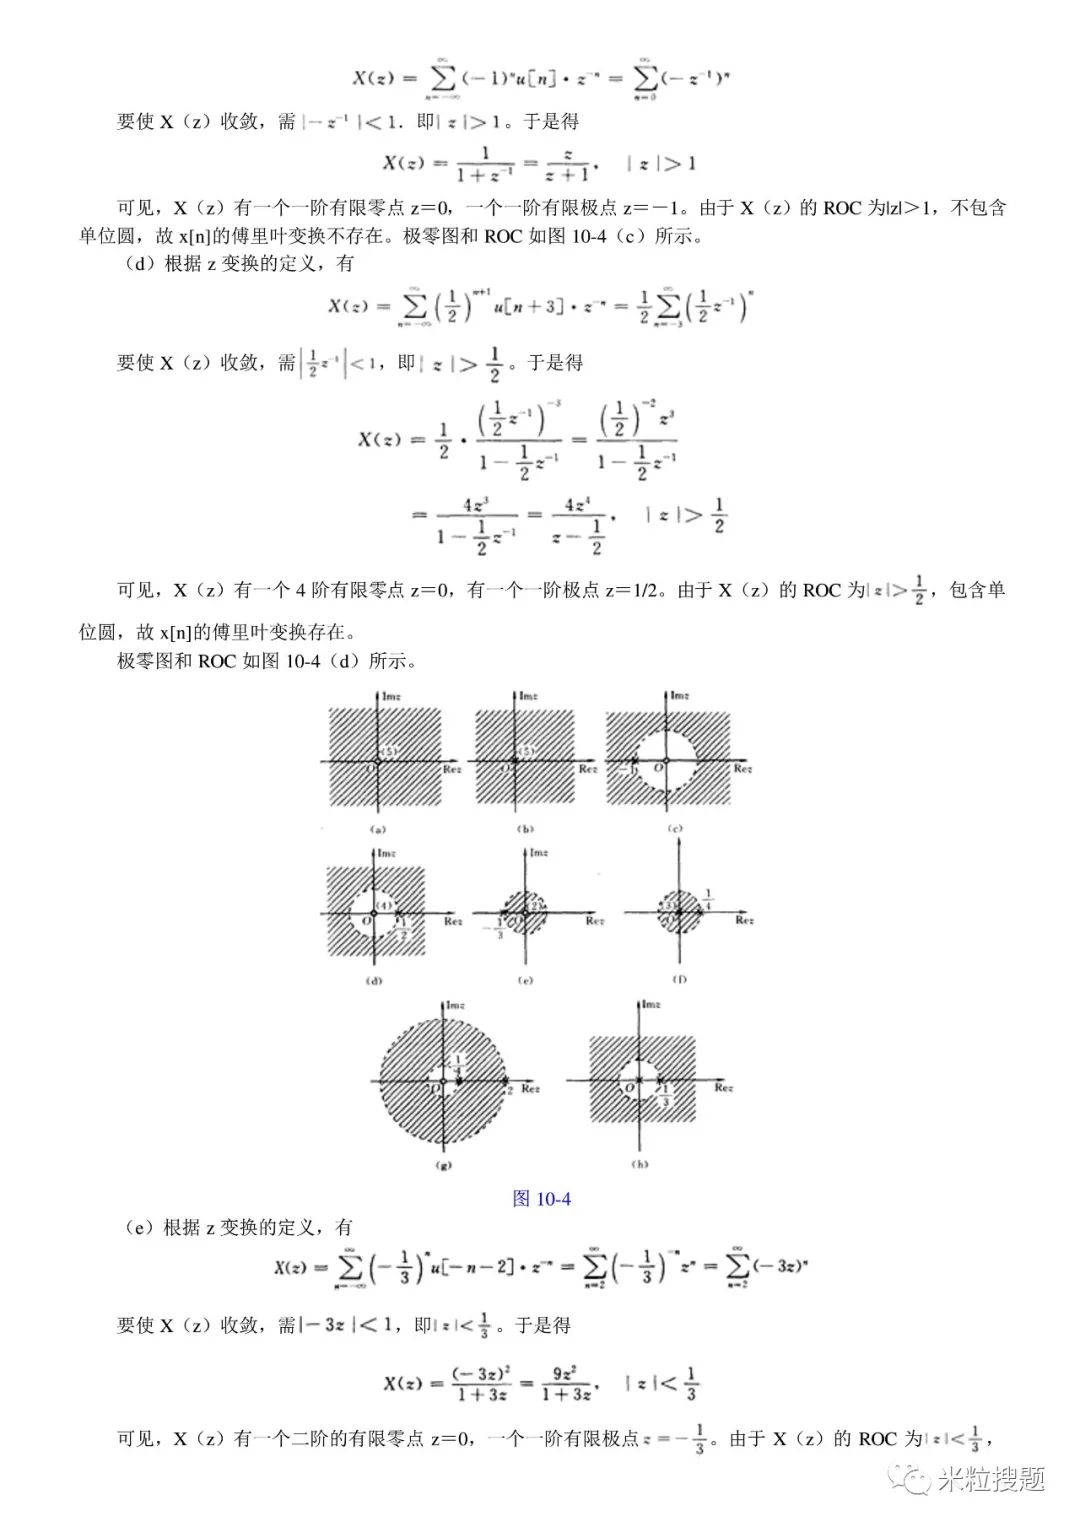 X(z) = ∑_{n=-∞}^{∞} (-1)ⁿu[n]·z⁻ⁿ = ∑_{n=0}^{∞} (-z⁻¹)ⁿ
要使 X（z）收敛，需 |-z⁻¹|<1. 即|z|>1。于是得
X(z) = 1/(1+z⁻¹) = z/(z+1), |z|>1
可见，X（z）有一个一阶有限零点 z=0，一个一阶有限极点 z=-1。由于 X（z）的 ROC 为|z|>1，不包含
单位圆，故 x[n]的傅里叶变换不存在。极零图和 ROC 如图 10-4（c）所示。
（d）根据 z 变换的定义，有
X(z) = ∑_{n=-∞}^{∞} (1/2)ⁿ⁺¹ u[n+3]·z⁻ⁿ = 1/2 ∑_{n=-3}^{∞} (1/2 z⁻¹)ⁿ
要使 X（z）收敛，需 |1/2 z⁻¹|<1，即|z|>1/2。于是得
X(z) = 1/2 · (1/2 z⁻¹)⁻³/(1-1/2 z⁻¹) = (1/2)⁻² z³/(1-1/2 z⁻¹)
= 4z³/(1-1/2 z⁻¹) = 4z⁴/(z-1/2), |z|>1/2
可见，X（z）有一个 4 阶有限零点 z=0，有一个一阶极点 z=1/2。由于 X（z）的 ROC 为|z|>1/2，包含单
位圆，故 x[n]的傅里叶变换存在。
极零图和 ROC 如图 10-4（d）所示。
Imz Imz Imz
(5) (5)
O Rez O Rez -1 O Rez
(a) (b) (c)
Imz Imz
(4) (2) (3) 1/4
O 1/2 Rez -1/3 O Rez O Rez
(d) (e) (f)
Imz Imz
1/4
O 2 Rez O 1/3 Rez
(g) (h)
图 10-4
（e）根据 z 变换的定义，有
X(z) = ∑_{n=-∞}^{∞} (-1/3)ⁿu[-n-2]·z⁻ⁿ = ∑_{n=2}^{∞} (-1/3)⁻ⁿzⁿ = ∑_{n=2}^{∞} (-3z)ⁿ
要使 X（z）收敛，需|-3z|<1，即|z|<1/3。于是得
X(z) = (-3z)²/(1+3z) = 9z²/(1+3z), |z|<1/3
可见，X（z）有一个二阶的有限零点 z=0，一个一阶有限极点 z=-1/3。由于 X（z）的 ROC 为|z|<1/3，
米粒搜题